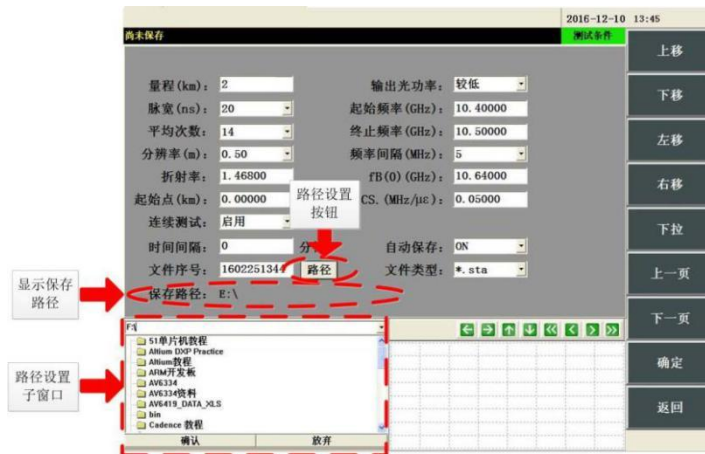 2016-12-10 13:45
尚未保存
测试条件
上移
下移
左移
右移
下拉
上一页
下一页
确定
返回
量程(km): 2
输出光功率: 较低
脉宽(ns): 20
起始频率(GHz): 10.40000
平均次数: 14
终止频率(GHz): 10.50000
分辨率(m): 0.50
频率间隔(MHz): 5
折射率: 1.46800
fB(0)(GHz): 10.64000
起始点(km): 0.00000
CS.(MHz/με): 0.05000
连续测试: 启用
时间间隔: 0 分
自动保存: ON
文件序号: 1602251344 路径
文件类型: *.sta
保存路径: E:\
路径设置
按钮
显示保存
路径
路径设置
子窗口
F:\
51单片机教程
Altium DXP Practice
Altium教程
ARM开发板
AV6334
AV6334资料
AV6419_DATA_XLS
bin
Cadence 教程
确认
放弃